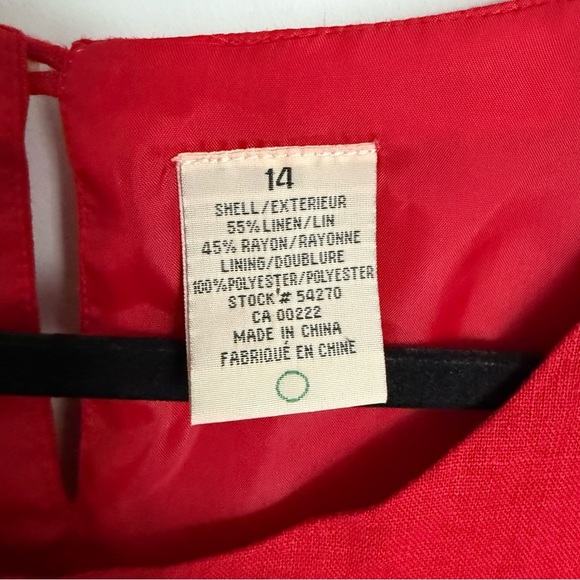 14
SHELL/EXTERIEUR
55% LINEN/LIN
45% RAYON/RAYONNE
LINING/DOUBLURE
100%POLYESTER/POLYESTER
STOCK # 54270
CA 00222
MADE IN CHINA
FABRIQUÉ EN CHINE